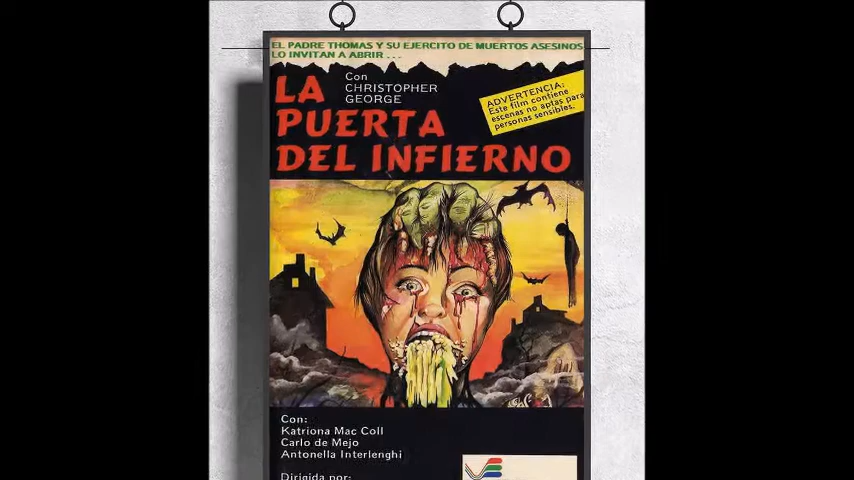 EL PADRE THOMAS Y SU EJERCITO DE MUERTOS ASESINOS
LO INVITAN A ABRIR . . .
Con
CHRISTOPHER
GEORGE
LA
PUERTA
DEL INFIERNO
ADVERTENCIA:
Este film contiene
escenas no aptas para
personas sensibles.
Con:
Katriona Mac Coll
Carlo de Mejo
Antonella Interlenghi
Dirigida por: